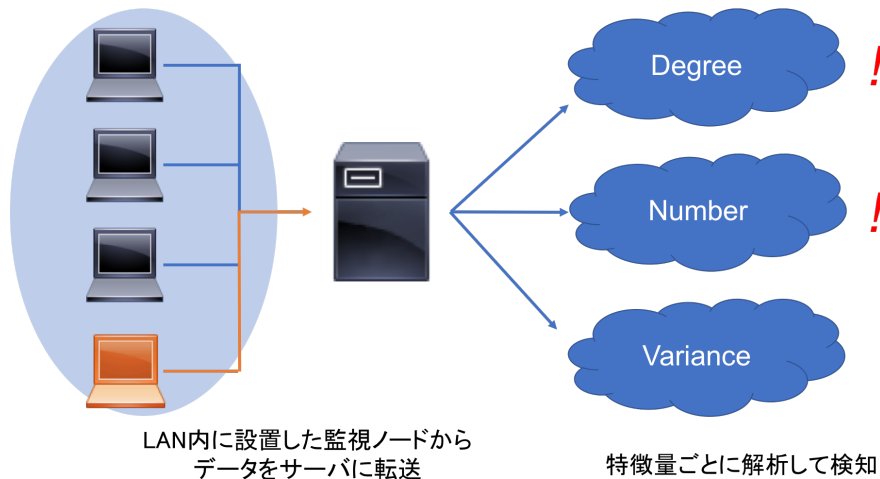 Degree
!
Number
!
Variance
LAN内に設置した監視ノードから
データをサーバに転送
特徴量ごとに解析して検知